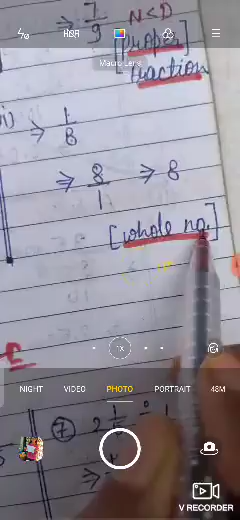 ⇒ 7/9 N<D
[Proper
fraction]
HDR
Macro Lens
⇒ 1/8
⇒ 8/1 ⇒ 8
[whole no.]
1x
NIGHT VIDEO PHOTO PORTRAIT 48M
⑦ 2 1
⇒
V RECORDER